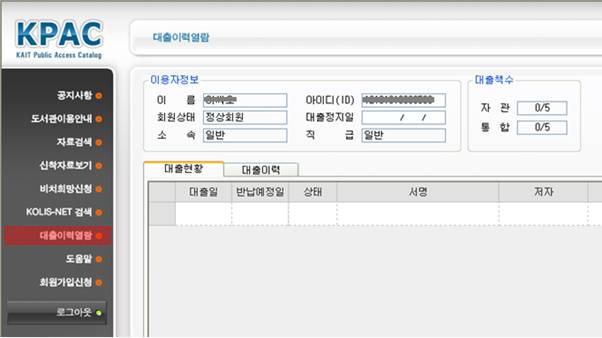 KPAC
KAIT Public Access Catalog
대출이력열람
공지사항
도서관이용안내
자료검색
신착자료보기
비치희망신청
KOLIS-NET 검색
대출이력열람
도움말
회원가입신청
로그아웃
이용자정보
이 름 아이디(ID)
회원상태 정상회원 대출정지일 / /
소 속 일반 직 급 일반
대출책수
자 관 0/5
통 합 0/5
대출현황 대출이력
대출일 반납예정일 상태 서명 저자